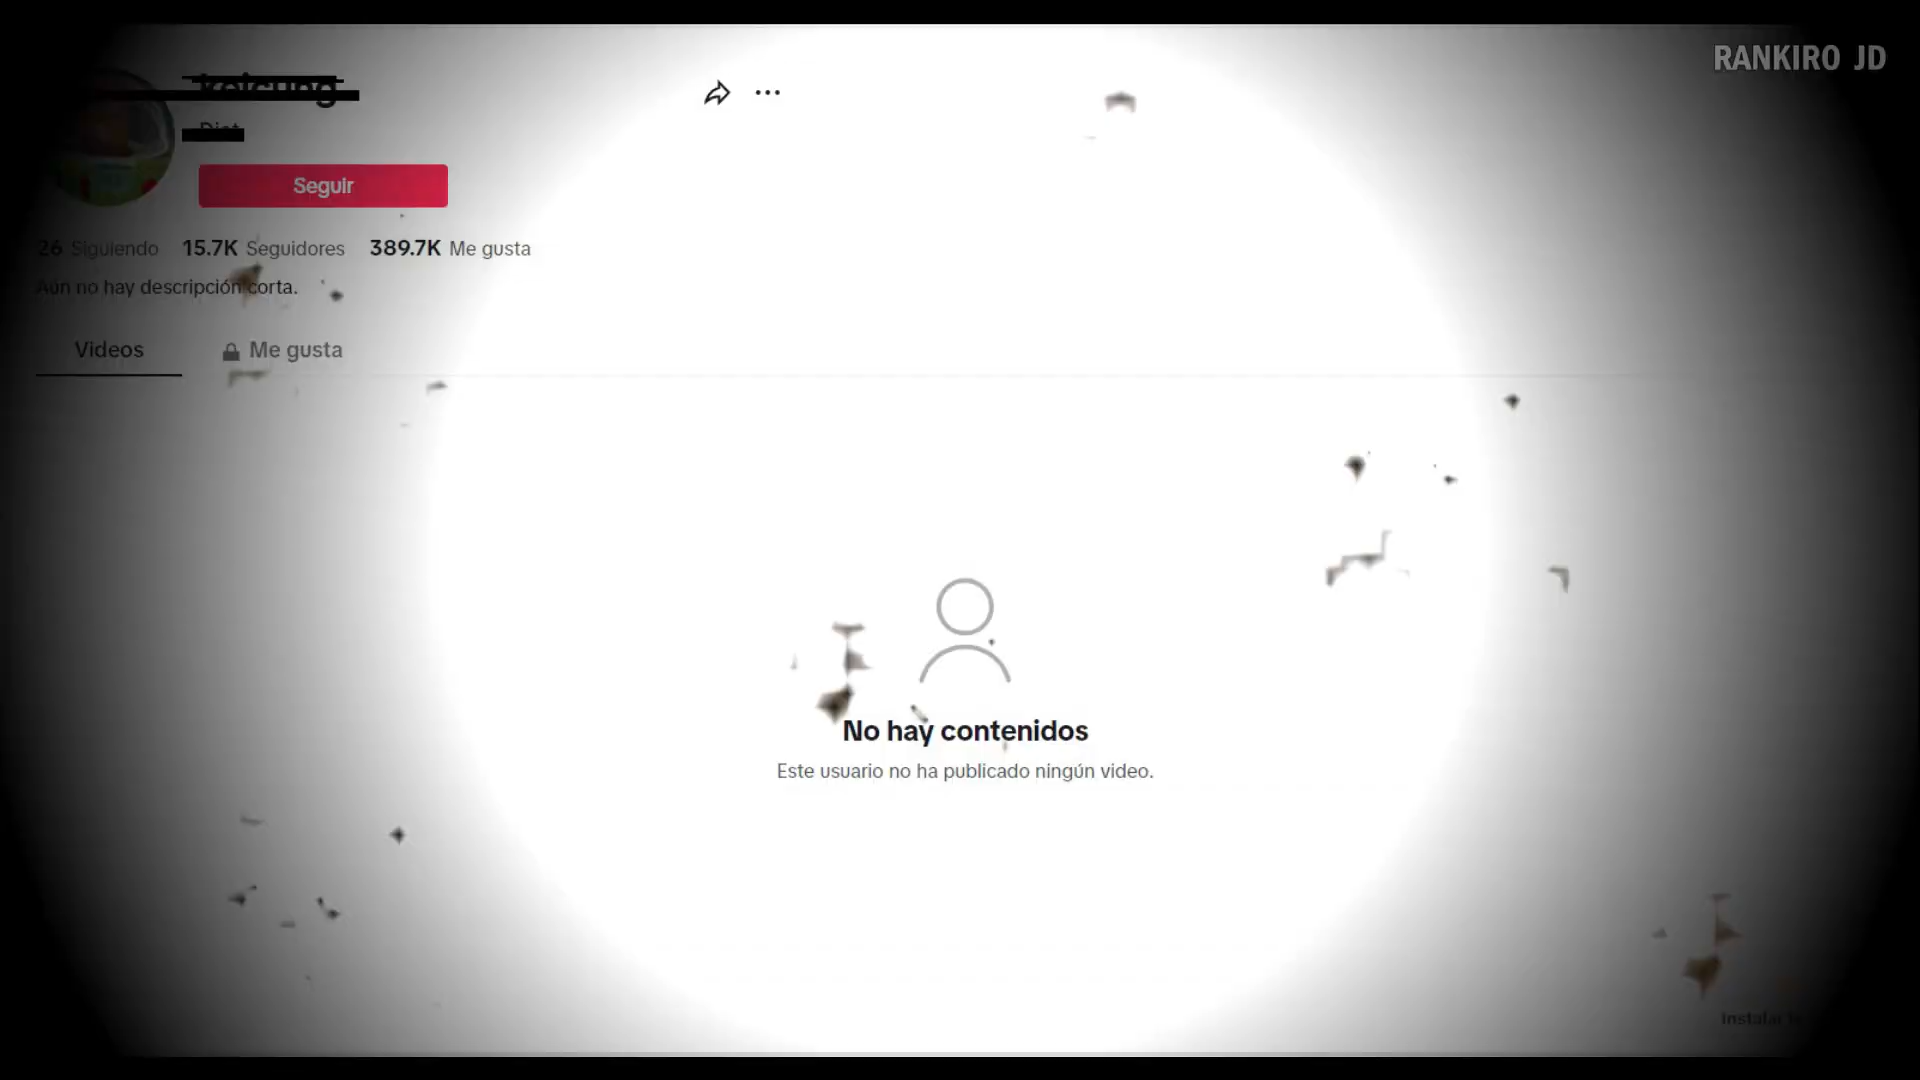 RANKIRO JD
Seguir
26 Siguiendo 15.7K Seguidores 389.7K Me gusta
Aún no hay descripción corta.
Videos
Me gusta
No hay contenidos
Este usuario no ha publicado ningún video.
Instalar